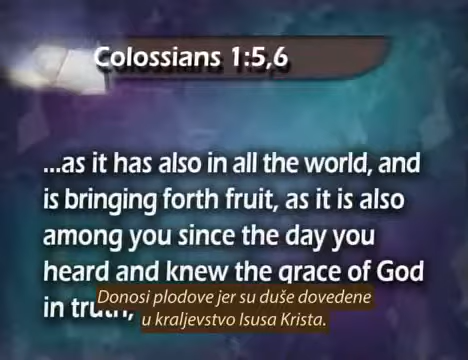 Colossians 1:5,6
...as it has also in all the world, and
is bringing forth fruit, as it is also
among you since the day you
heard and knew the grace of God
in truth,
Donosi plodove jer su duše dovedene
u kraljevstvo Isusa Krista.